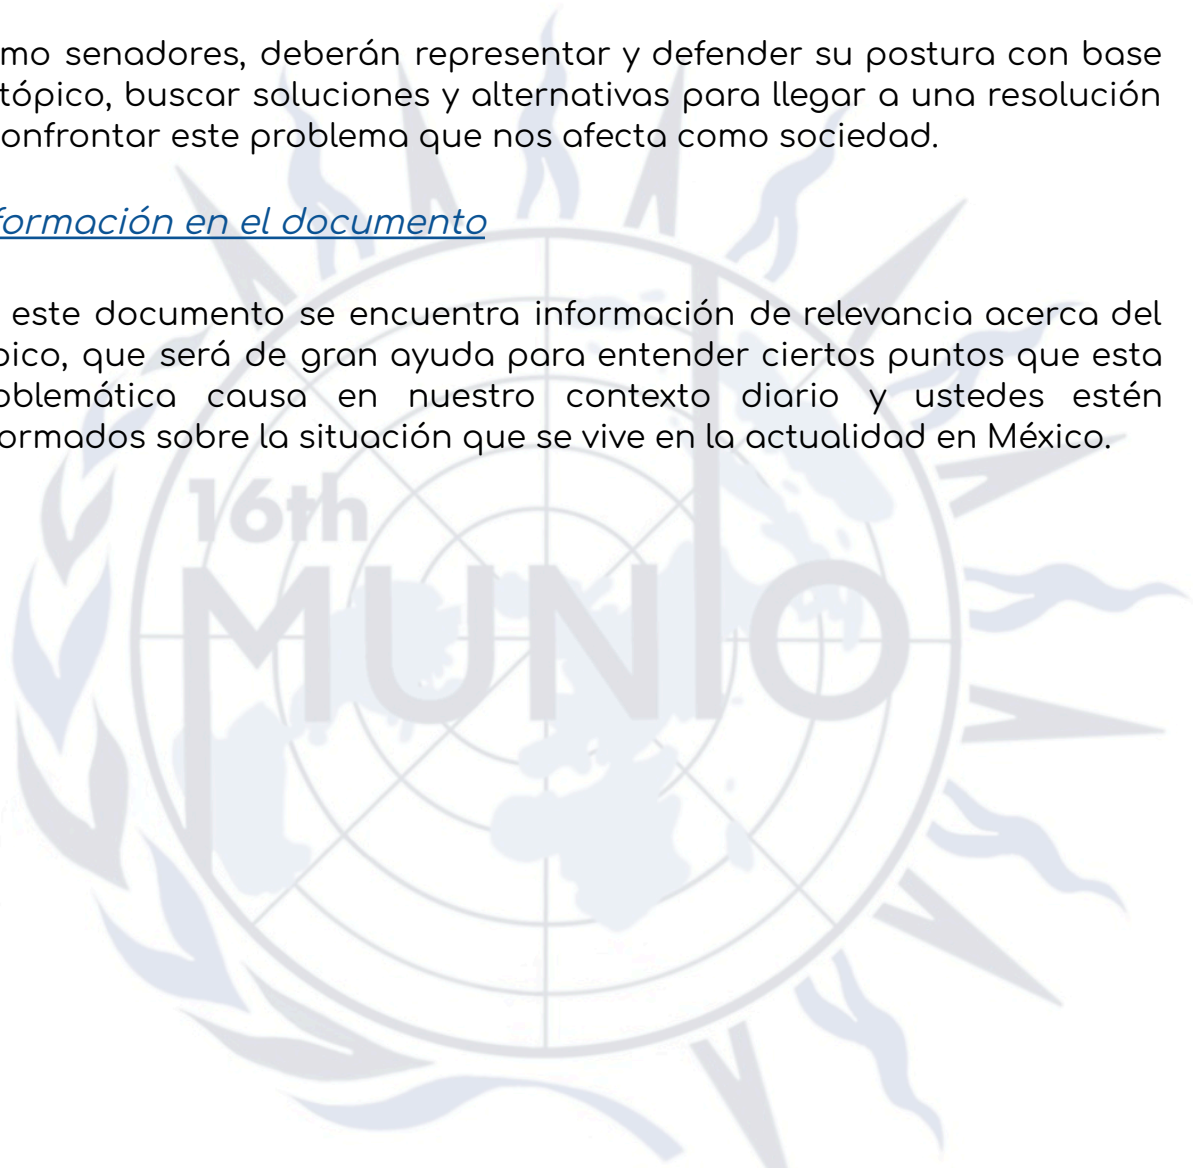 mo senadores, deberán representar y defender su postura con base
tópico, buscar soluciones y alternativas para llegar a una resolución
onfrontar este problema que nos afecta como sociedad.
formación en el documento
este documento se encuentra información de relevancia acerca del
pico, que será de gran ayuda para entender ciertos puntos que esta
oblemática causa en nuestro contexto diario y ustedes estén
ormados sobre la situación que se vive en la actualidad en México.
16th
MUNIO